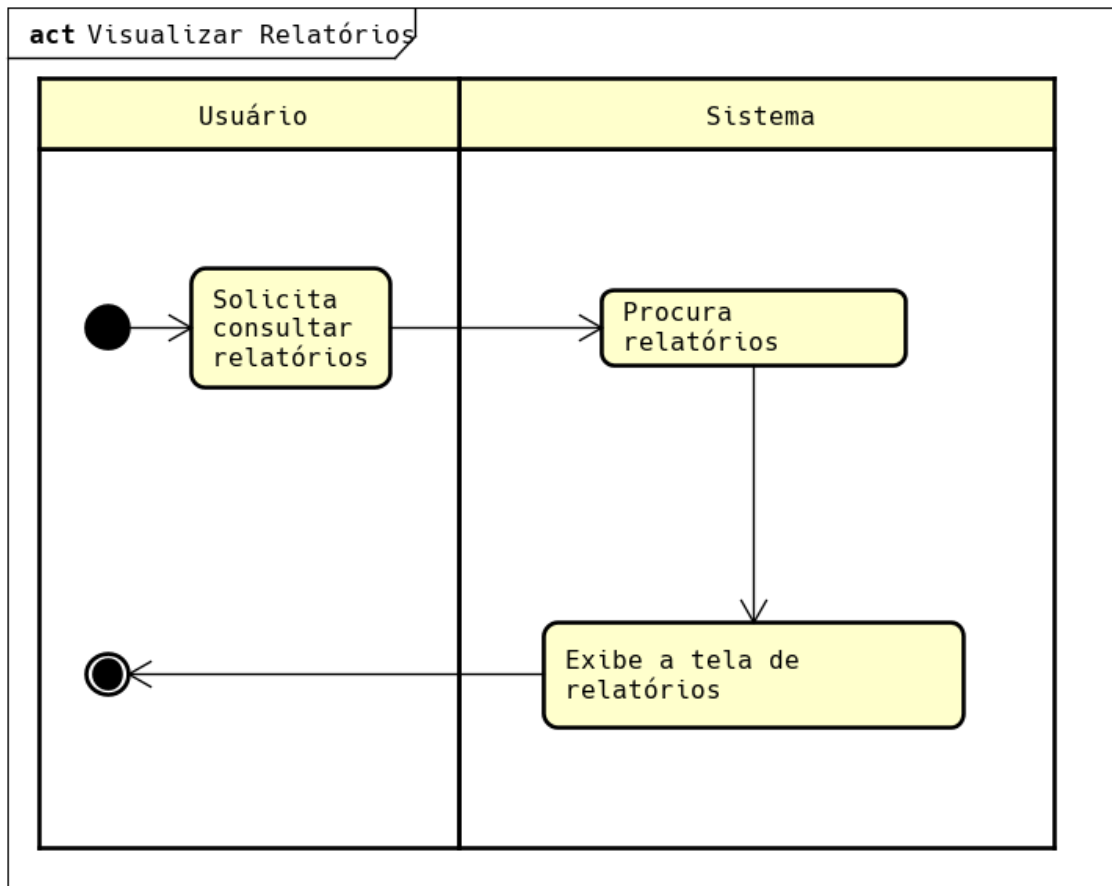 act Visualizar Relatórios
Usuário
Sistema
Solicita
consultar
relatórios
Procura
relatórios
Exibe a tela de
relatórios